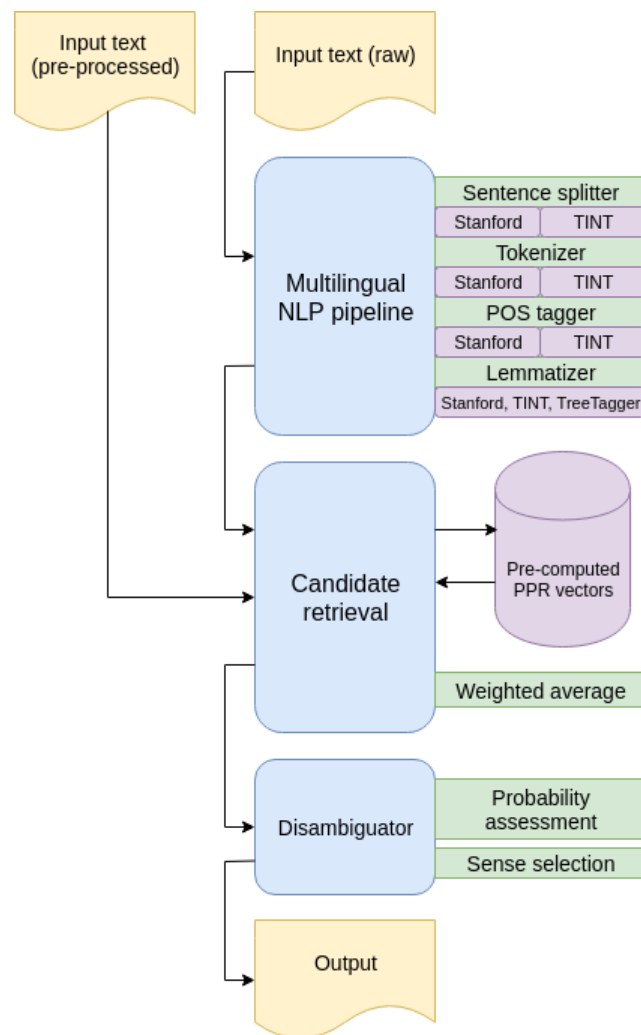 Input text
(pre-processed)
Input text (raw)
Multilingual
NLP pipeline
Sentence splitter
Stanford
TINT
Tokenizer
Stanford
TINT
POS tagger
Stanford
TINT
Lemmatizer
Stanford, TINT, TreeTagger
Candidate
retrieval
Pre-computed
PPR vectors
Weighted average
Disambiguator
Probability
assessment
Sense selection
Output